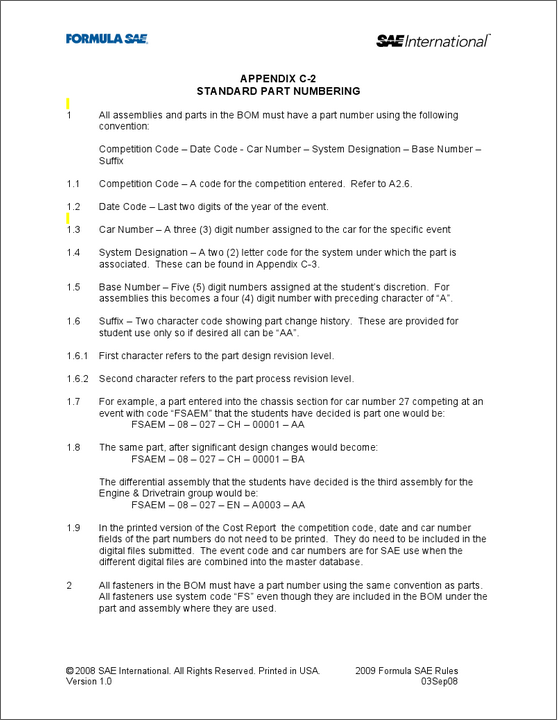 FORMULA SAE
SAE International
APPENDIX C-2
STANDARD PART NUMBERING
1 All assemblies and parts in the BOM must have a part number using the following
convention:
Competition Code – Date Code - Car Number – System Designation – Base Number –
Suffix
1.1 Competition Code – A code for the competition entered. Refer to A2.6.
1.2 Date Code – Last two digits of the year of the event.
1.3 Car Number – A three (3) digit number assigned to the car for the specific event
1.4 System Designation – A two (2) letter code for the system under which the part is
associated. These can be found in Appendix C-3.
1.5 Base Number – Five (5) digit numbers assigned at the student's discretion. For
assemblies this becomes a four (4) digit number with preceding character of "A".
1.6 Suffix – Two character code showing part change history. These are provided for
student use only so if desired all can be "AA".
1.6.1 First character refers to the part design revision level.
1.6.2 Second character refers to the part process revision level.
1.7 For example, a part entered into the chassis section for car number 27 competing at an
event with code "FSAEM" that the students have decided is part one would be:
FSAEM – 08 – 027 – CH – 00001 – AA
1.8 The same part, after significant design changes would become:
FSAEM – 08 – 027 – CH – 00001 – BA
The differential assembly that the students have decided is the third assembly for the
Engine & Drivetrain group would be:
FSAEM – 08 – 027 – EN – A0003 – AA
1.9 In the printed version of the Cost Report the competition code, date and car number
fields of the part numbers do not need to be printed. They do need to be included in the
digital files submitted. The event code and car numbers are for SAE use when the
different digital files are combined into the master database.
2 All fasteners in the BOM must have a part number using the same convention as parts.
All fasteners use system code "FS" even though they are included in the BOM under the
part and assembly where they are used.
©2008 SAE International. All Rights Reserved. Printed in USA. 2009 Formula SAE Rules
Version 1.0 03Sep08